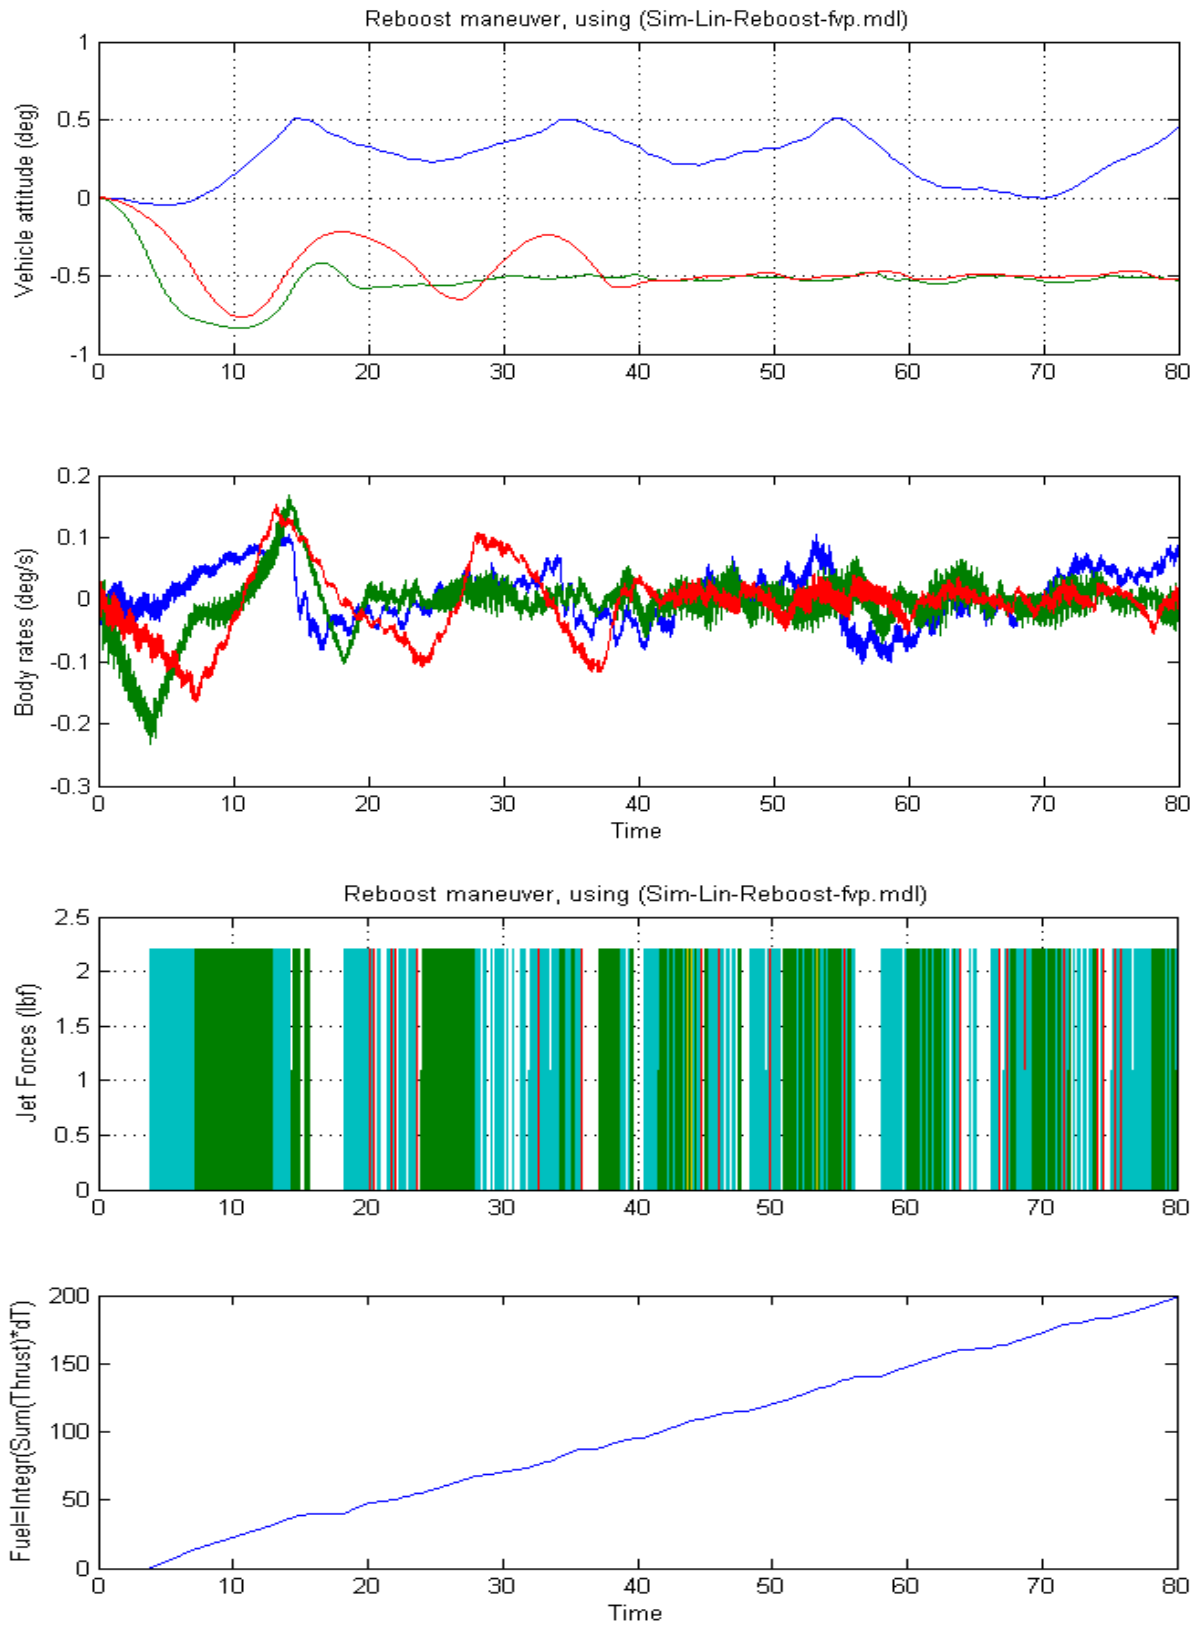 Reboost maneuver, using (Sim-Lin-Reboost-fvp.mdl)
Vehicle attitude (deg)
1
0.5
0
-0.5
-1
0 10 20 30 40 50 60 70 80
Body rates (deg/s)
0.2
0.1
0
-0.1
-0.2
-0.3
0 10 20 30 40 50 60 70 80
Time
Reboost maneuver, using (Sim-Lin-Reboost-fvp.mdl)
Jet Forces (lbf)
2.5
2
1.5
1
0.5
0
0 10 20 30 40 50 60 70 80
Fuel=Integr(Sum(Thrust)*dT)
200
150
100
50
0
0 10 20 30 40 50 60 70 80
Time